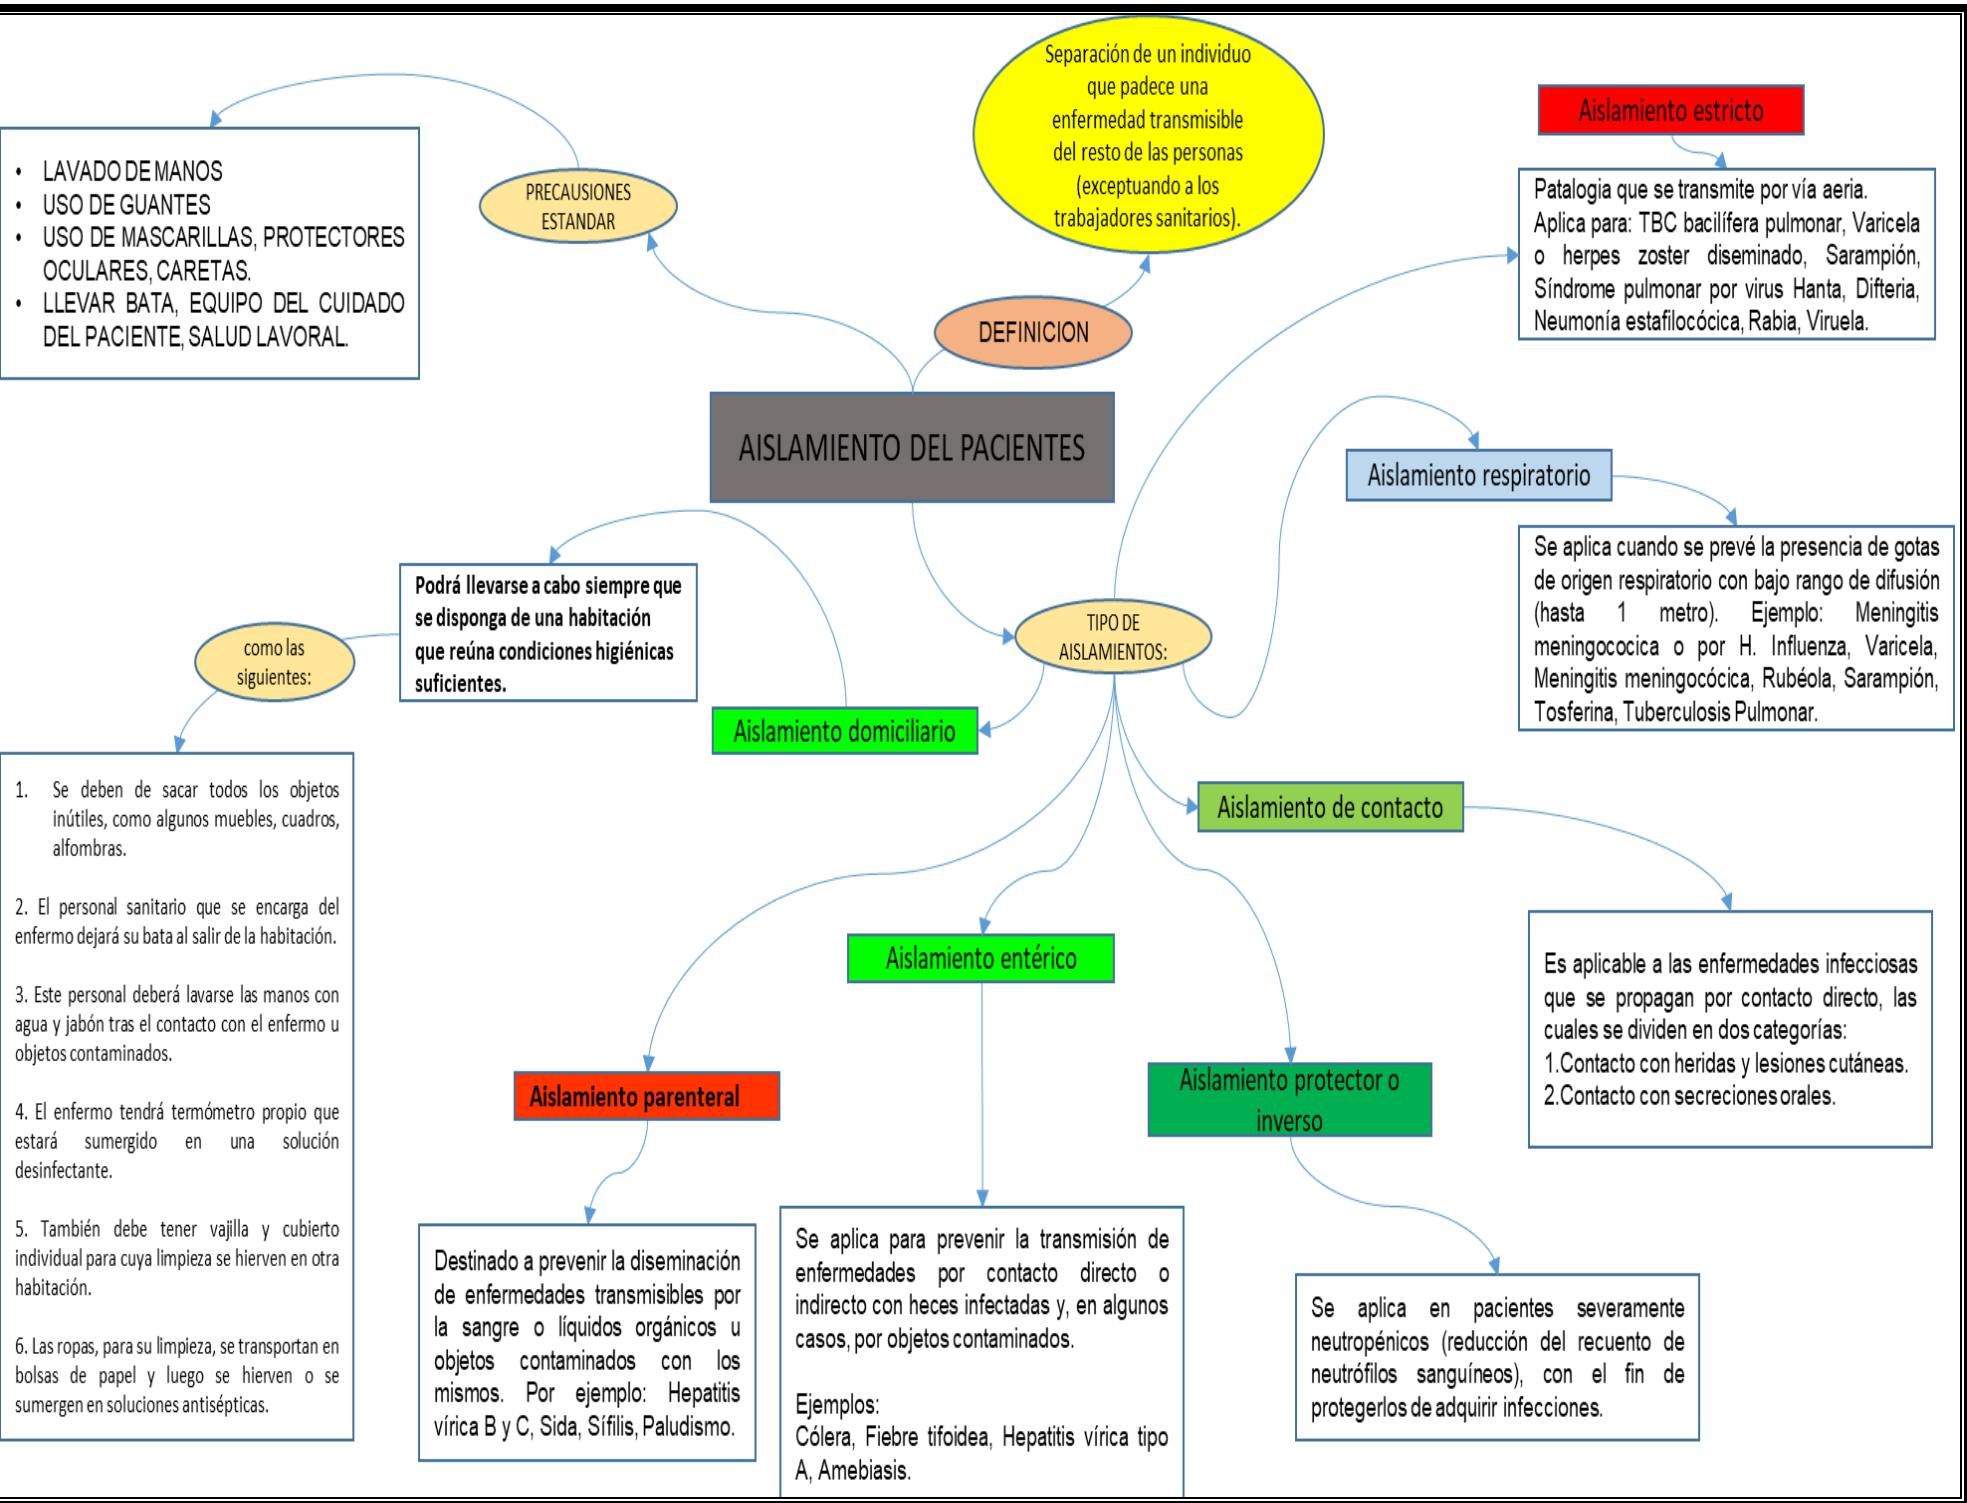 Separación de un individuo
que padece una
enfermedad transmisible
del resto de las personas
(exceptuando a los
trabajadores sanitarios).
Aislamiento estricto
Patalogia que se transmite por vía aeria.
Aplica para: TBC bacilífera pulmonar, Varicela
o herpes zoster diseminado, Sarampión,
Síndrome pulmonar por virus Hanta, Difteria,
Neumonía estafilocócica, Rabia, Viruela.
• LAVADO DE MANOS
• USO DE GUANTES
• USO DE MASCARILLAS, PROTECTORES
OCULARES, CARETAS.
• LLEVAR BATA, EQUIPO DEL CUIDADO
DEL PACIENTE, SALUD LAVORAL.
PRECAUSIONES
ESTANDAR
DEFINICION
AISLAMIENTO DEL PACIENTES
Aislamiento respiratorio
Se aplica cuando se prevé la presencia de gotas
de origen respiratorio con bajo rango de difusión
(hasta 1 metro). Ejemplo: Meningitis
meningococica o por H. Influenza, Varicela,
Meningitis meningocócica, Rubéola, Sarampión,
Tosferina, Tuberculosis Pulmonar.
Podrá llevarse a cabo siempre que
se disponga de una habitación
que reúna condiciones higiénicas
suficientes.
TIPO DE
AISLAMIENTOS:
como las
siguientes:
Aislamiento domiciliario
1. Se deben de sacar todos los objetos
inútiles, como algunos muebles, cuadros,
alfombras.
2. El personal sanitario que se encarga del
enfermo dejará su bata al salir de la habitación.
3. Este personal deberá lavarse las manos con
agua y jabón tras el contacto con el enfermo u
objetos contaminados.
4. El enfermo tendrá termómetro propio que
estará sumergido en una solución
desinfectante.
5. También debe tener vajilla y cubierto
individual para cuya limpieza se hierven en otra
habitación.
6. Las ropas, para su limpieza, se transportan en
bolsas de papel y luego se hierven o se
sumergen en soluciones antisépticas.
Aislamiento de contacto
Es aplicable a las enfermedades infecciosas
que se propagan por contacto directo, las
cuales se dividen en dos categorías:
1.Contacto con heridas y lesiones cutáneas.
2.Contacto con secreciones orales.
Aislamiento entérico
Aislamiento parenteral
Aislamiento protector o
inverso
Destinado a prevenir la diseminación
de enfermedades transmisibles por
la sangre o líquidos orgánicos u
objetos contaminados con los
mismos. Por ejemplo: Hepatitis
vírica B y C, Sida, Sífilis, Paludismo.
Se aplica para prevenir la transmisión de
enfermedades por contacto directo o
indirecto con heces infectadas y, en algunos
casos, por objetos contaminados.
Ejemplos:
Cólera, Fiebre tifoidea, Hepatitis vírica tipo
A, Amebiasis.
Se aplica en pacientes severamente
neutropénicos (reducción del recuento de
neutrófilos sanguíneos), con el fin de
protegerlos de adquirir infecciones.